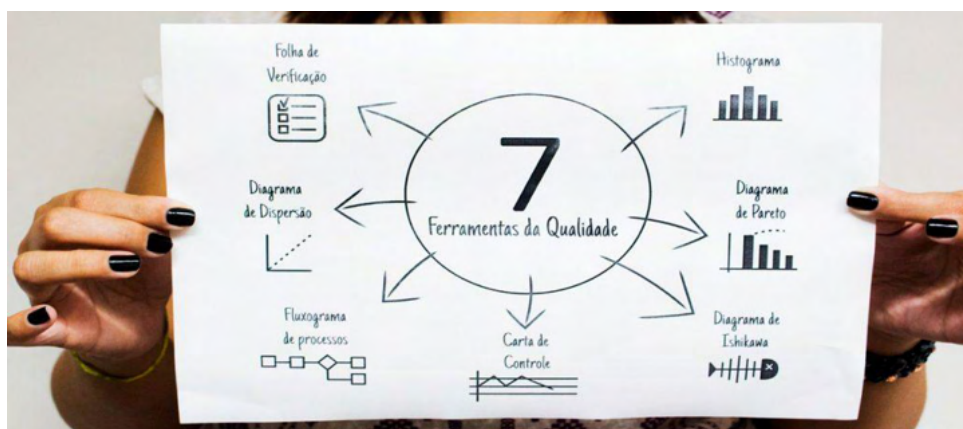 7
Ferramentas da Qualidade
Folha de
Verificação
Histograma
Diagrama
de Dispersão
Diagrama
de Pareto
Fluxograma
de processos
Carta de
Controle
Diagrama de
Ishikawa